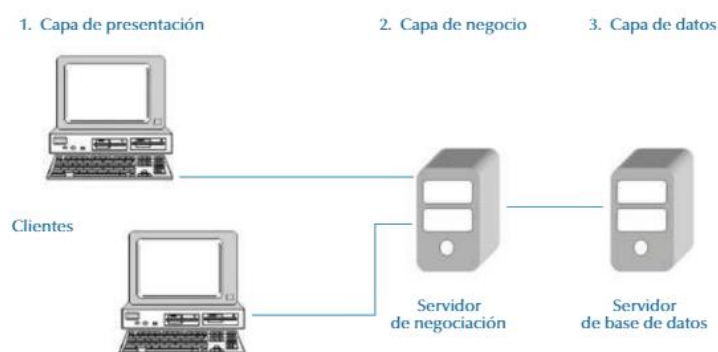 1. Capa de presentación
2. Capa de negocio
3. Capa de datos
Clientes
Servidor
de negociación
Servidor
de base de datos